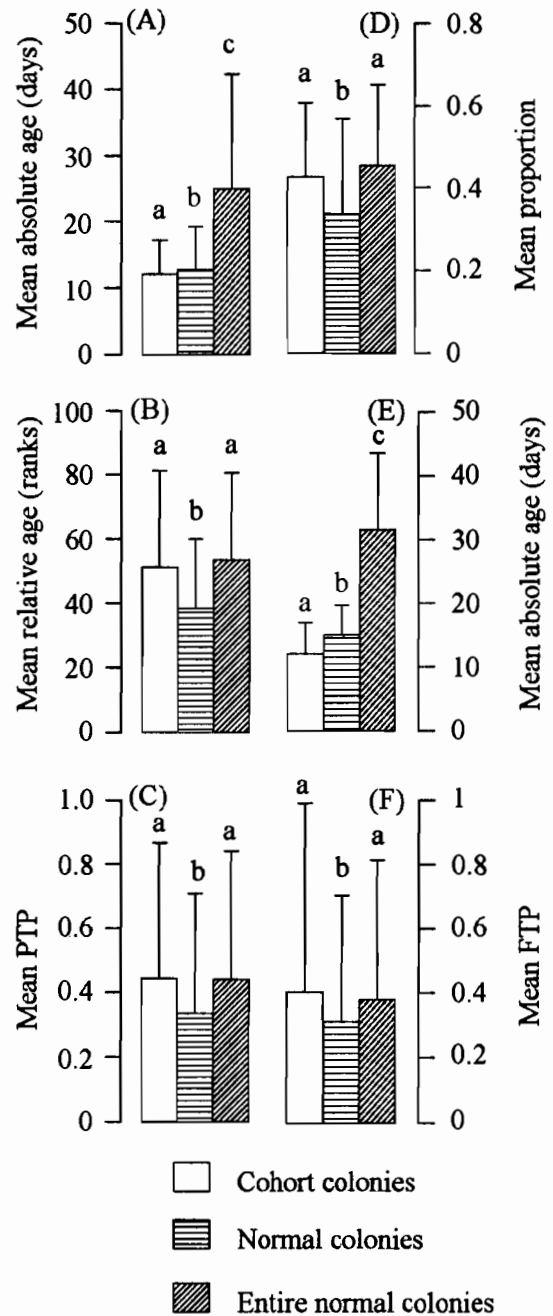 (A)
Mean absolute age (days)
50
40
30
20
10
0
a
b
c
(D)
Mean proportion
0.8
0.6
0.4
0.2
0
a
b
a
(B)
Mean relative age (ranks)
100
80
60
40
20
0
a
b
a
(E)
Mean absolute age (days)
50
40
30
20
10
0
a
b
c
(C)
Mean PTP
1.0
0.8
0.6
0.4
0.2
0
a
b
a
(F)
Mean FTP
1
0.8
0.6
0.4
0.2
0
a
b
a
Cohort colonies
Normal colonies
Entire normal colonies